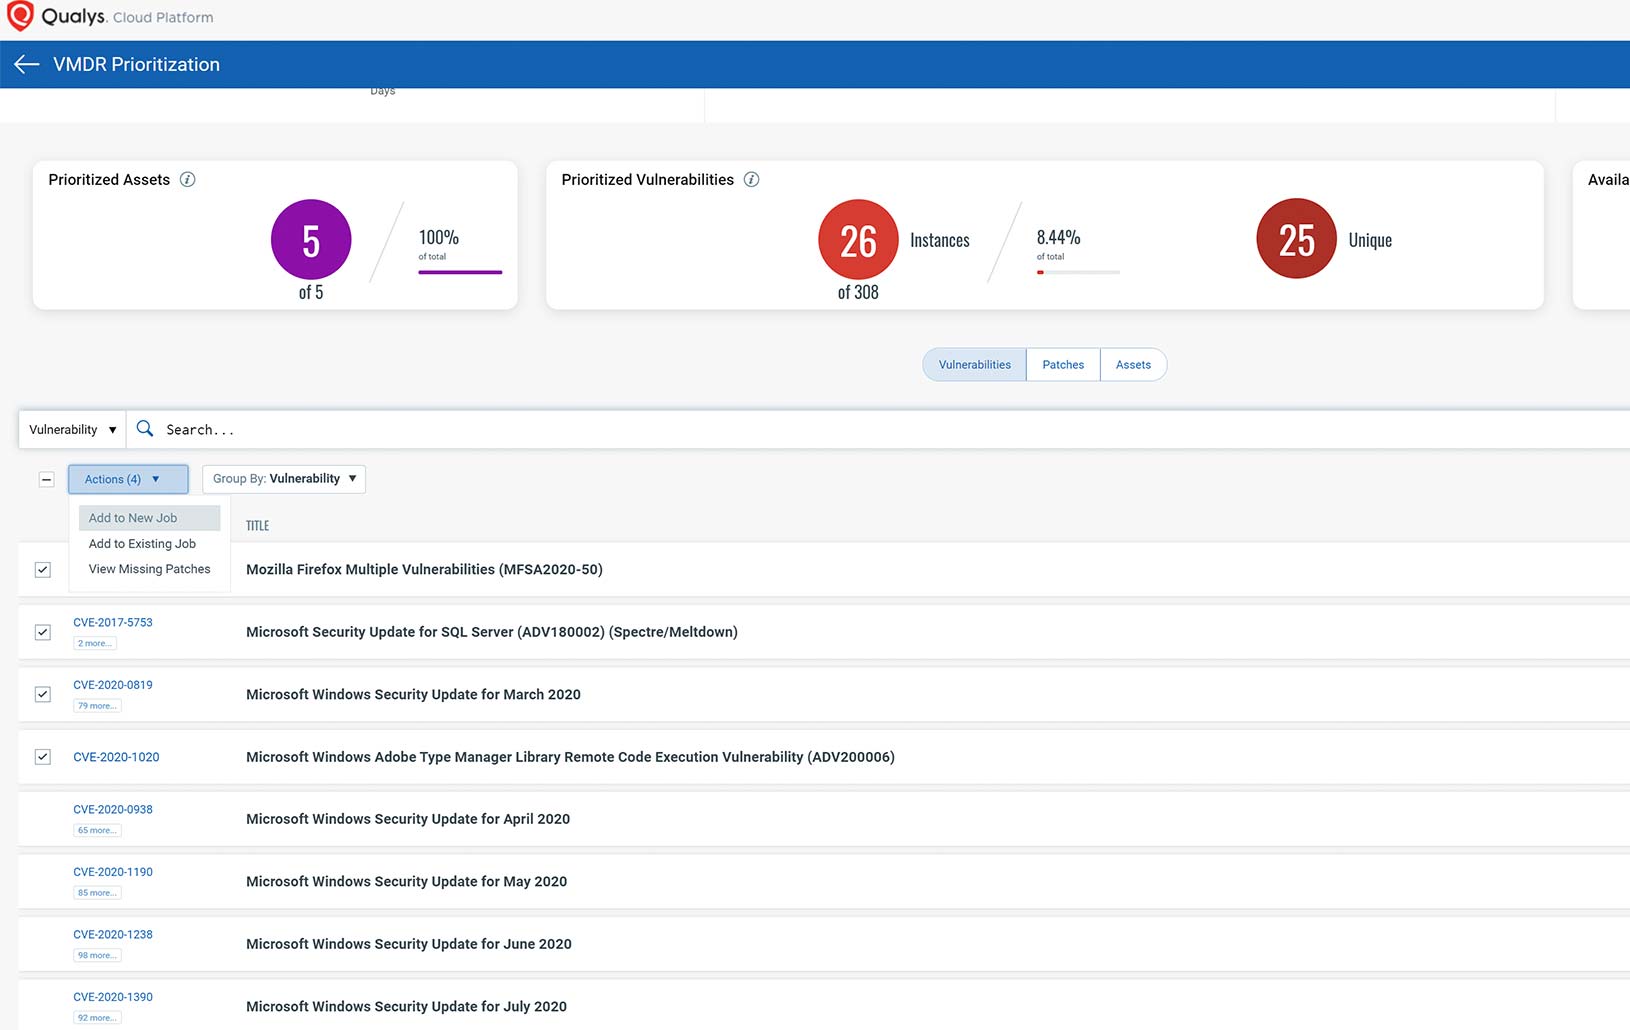 Qualys. Cloud Platform
VMDR Prioritization
Days
Prioritized Assets
5
of 5
100%
of total
Prioritized Vulnerabilities
26
Instances
of 308
8.44%
of total
25
Unique
Availa
Vulnerabilities
Patches
Assets
Vulnerability
Search...
Actions (4)
Group By: Vulnerability
Add to New Job
Add to Existing Job
View Missing Patches
TITLE
Mozilla Firefox Multiple Vulnerabilities (MFSA2020-50)
CVE-2017-5753
2 more...
Microsoft Security Update for SQL Server (ADV180002) (Spectre/Meltdown)
CVE-2020-0819
79 more...
Microsoft Windows Security Update for March 2020
CVE-2020-1020
Microsoft Windows Adobe Type Manager Library Remote Code Execution Vulnerability (ADV200006)
CVE-2020-0938
65 more...
Microsoft Windows Security Update for April 2020
CVE-2020-1190
85 more...
Microsoft Windows Security Update for May 2020
CVE-2020-1238
98 more...
Microsoft Windows Security Update for June 2020
CVE-2020-1390
92 more...
Microsoft Windows Security Update for July 2020